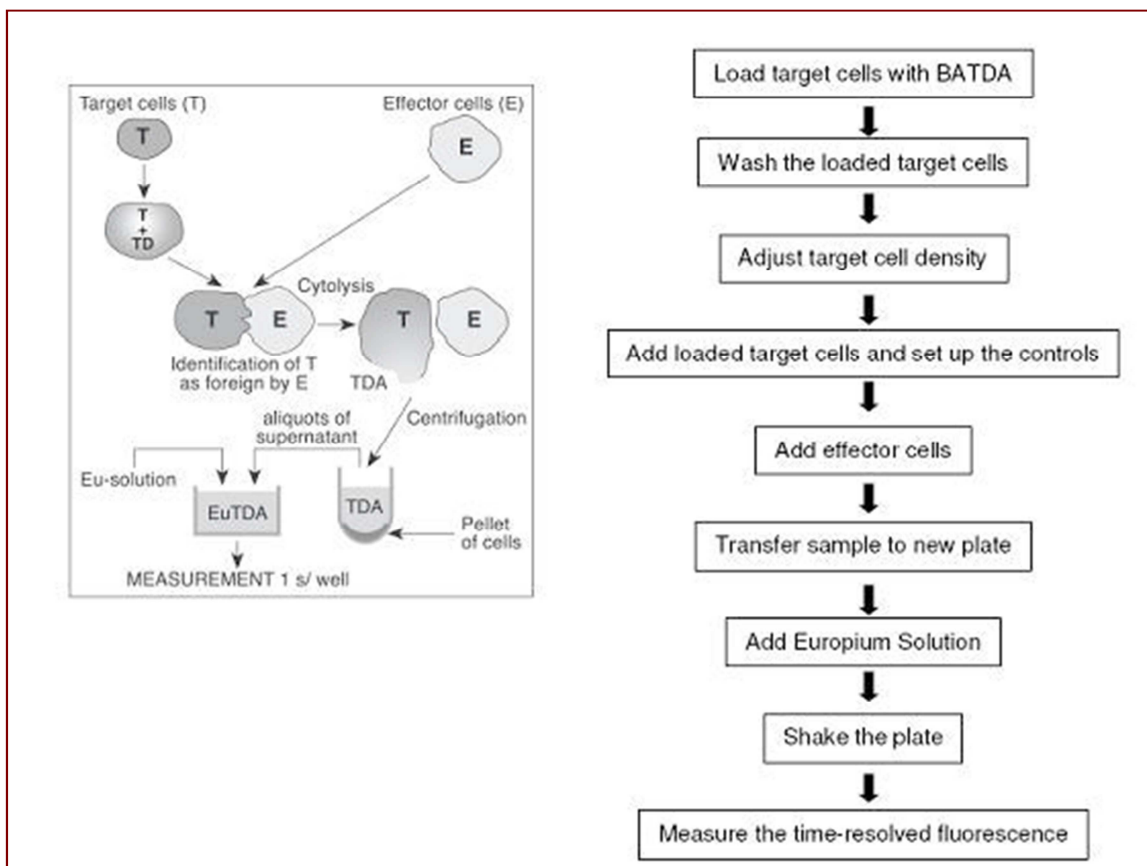 Target cells (T)
Effector cells (E)
T
E
T
+
TD
Cytolysis
T
E
T
E
Identification of T
as foreign by E
TDA
Centrifugation
aliquots of
supernatant
Eu-solution
EuTDA
TDA
Pellet
of cells
MEASUREMENT 1 s/ well
Load target cells with BATDA
Wash the loaded target cells
Adjust target cell density
Add loaded target cells and set up the controls
Add effector cells
Transfer sample to new plate
Add Europium Solution
Shake the plate
Measure the time-resolved fluorescence